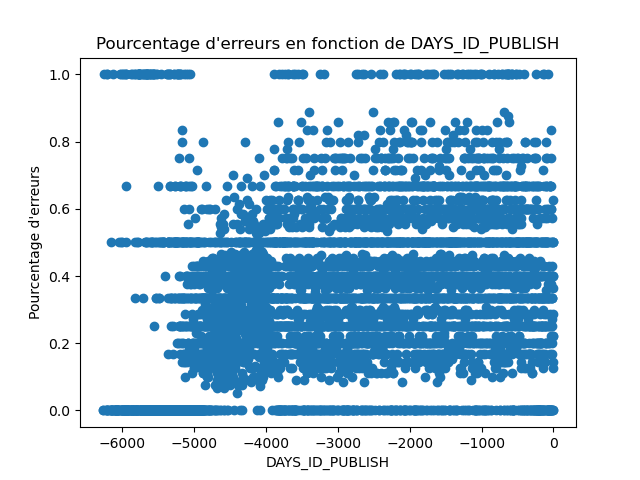 Pourcentage d'erreurs en fonction de DAYS_ID_PUBLISH
1.0
0.8
0.6
0.4
0.2
0.0
Pourcentage d'erreurs
−6000 −5000 −4000 −3000 −2000 −1000 0
DAYS_ID_PUBLISH